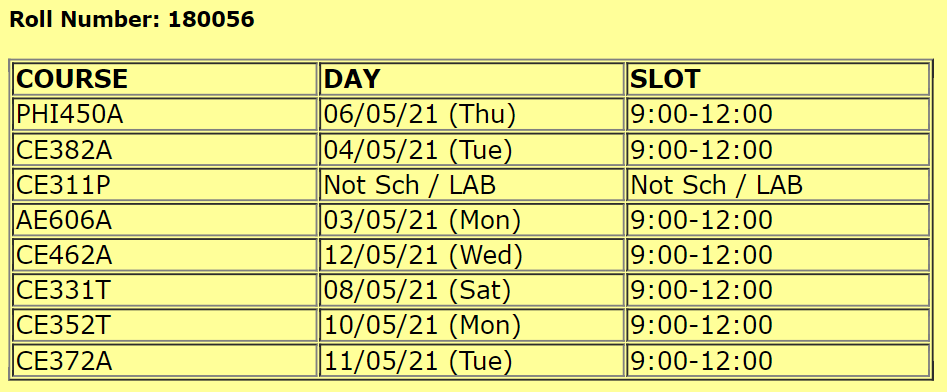 Roll Number: 180056
COURSE DAY SLOT
PHI450A 06/05/21 (Thu) 9:00-12:00
CE382A 04/05/21 (Tue) 9:00-12:00
CE311P Not Sch / LAB Not Sch / LAB
AE606A 03/05/21 (Mon) 9:00-12:00
CE462A 12/05/21 (Wed) 9:00-12:00
CE331T 08/05/21 (Sat) 9:00-12:00
CE352T 10/05/21 (Mon) 9:00-12:00
CE372A 11/05/21 (Tue) 9:00-12:00